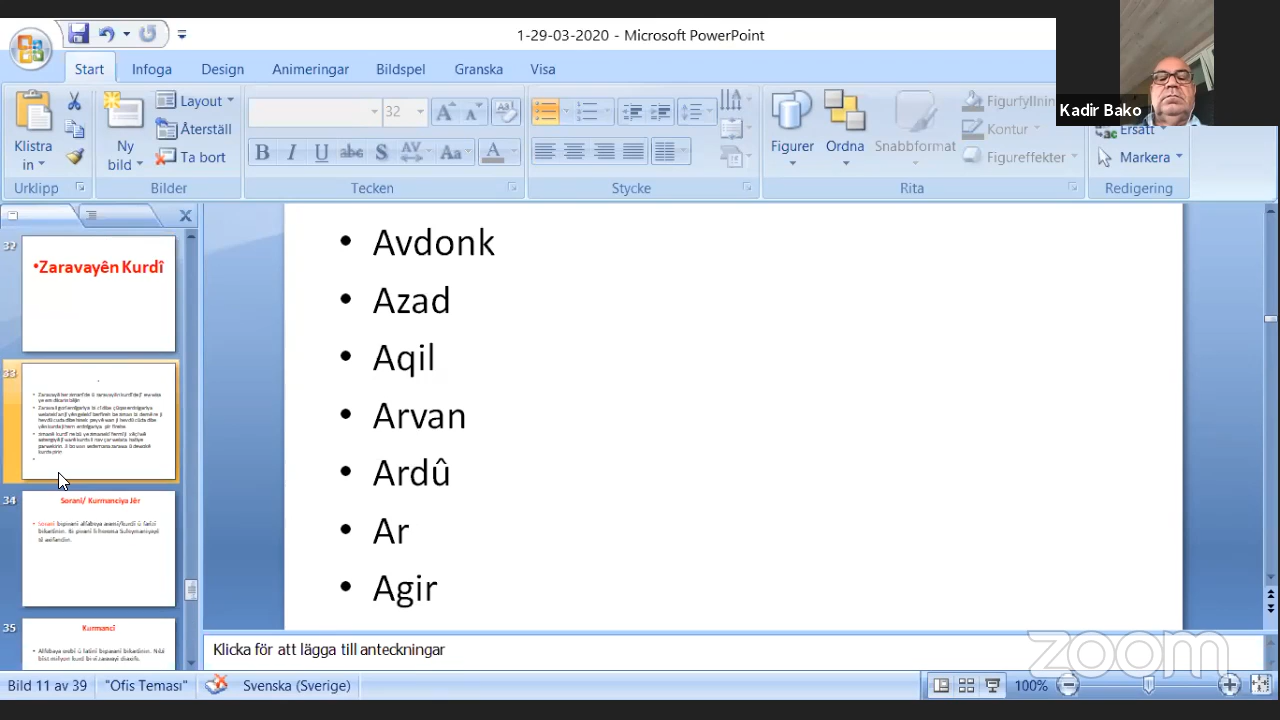 1-29-03-2020 - Microsoft PowerPoint
Kadir Bako
Start Infoga Design Animeringar Bildspel Granska Visa
Klistra in
Urklipp
Ny bild
Layout
Återställ
Ta bort
Bilder
32
Tecken
Stycke
Figurer
Ordna
Snabbformat
Figurfyllnin
Kontur
Figureffekter
Rita
Ersätt
Markera
Redigering
32
•Zaravayên Kurdî
33
34
Soranî/ Kurmanciya Jêr
35
Kurmancî
• Avdonk
• Azad
• Aqil
• Arvan
• Ardû
• Ar
• Agir
Klicka för att lägga till anteckningar
zoom
Bild 11 av 39
"Ofis Teması"
Svenska (Sverige)
100%